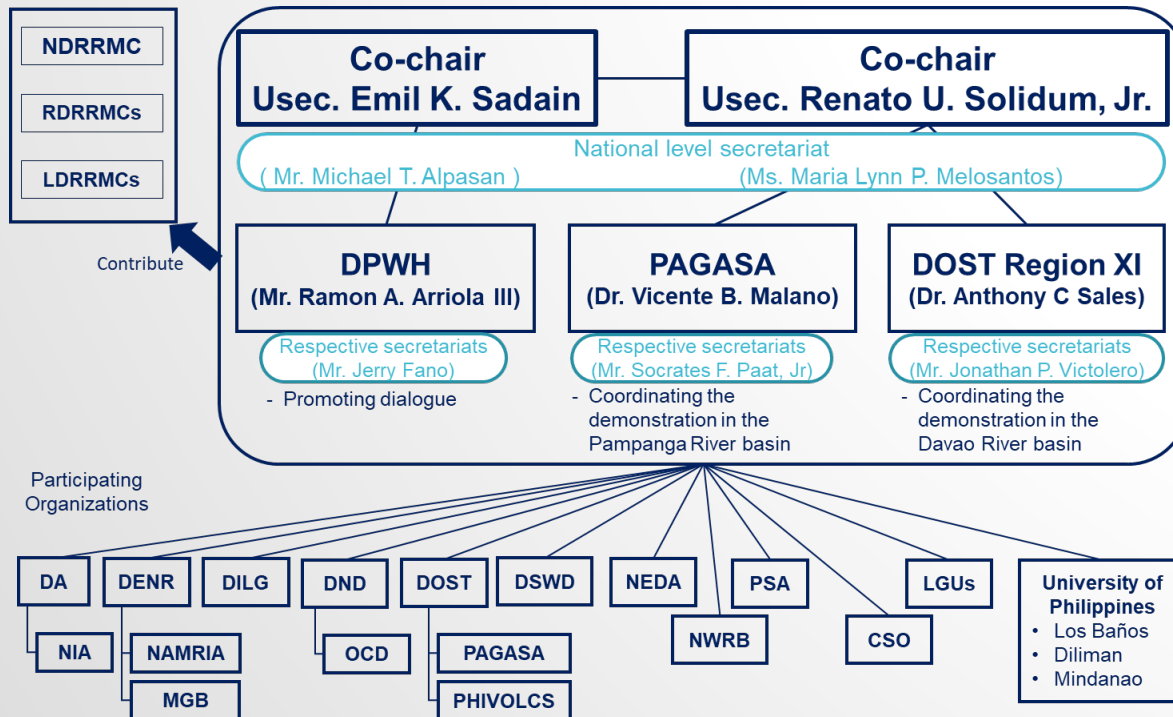 NDRRMC
RDRRMCs
LDRRMCs
Contribute
Co-chair
Usec. Emil K. Sadain
Co-chair
Usec. Renato U. Solidum, Jr.
National level secretariat
( Mr. Michael T. Alpasan )
(Ms. Maria Lynn P. Melosantos)
DPWH
(Mr. Ramon A. Arriola III)
Respective secretariats
(Mr. Jerry Fano)
- Promoting dialogue
PAGASA
(Dr. Vicente B. Malano)
Respective secretariats
(Mr. Socrates F. Paat, Jr)
- Coordinating the
demonstration in the
Pampanga River basin
DOST Region XI
(Dr. Anthony C Sales)
Respective secretariats
(Mr. Jonathan P. Victolero)
- Coordinating the
demonstration in the
Davao River basin
Participating
Organizations
DA
NIA
DENR
NAMRIA
MGB
DILG
DND
OCD
DOST
PAGASA
PHIVOLCS
DSWD
NEDA
NWRB
PSA
CSO
LGUs
University of
Philippines
• Los Baños
• Diliman
• Mindanao